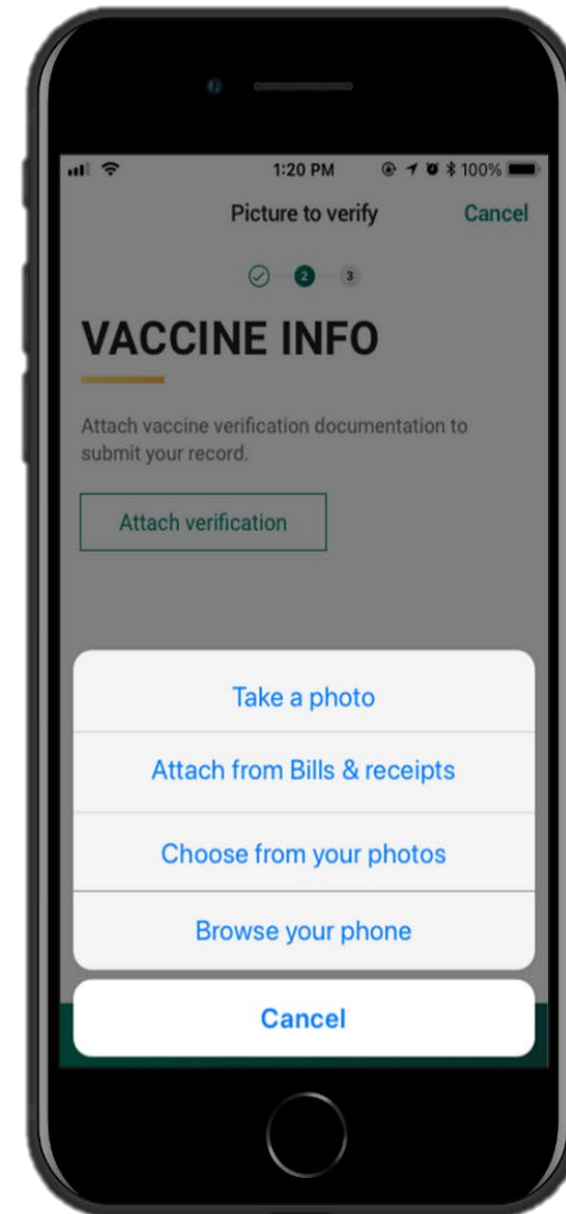 1:20 PM 100%
Picture to verify Cancel
2 3
VACCINE INFO
Attach vaccine verification documentation to
submit your record.
Attach verification
Take a photo
Attach from Bills & receipts
Choose from your photos
Browse your phone
Cancel